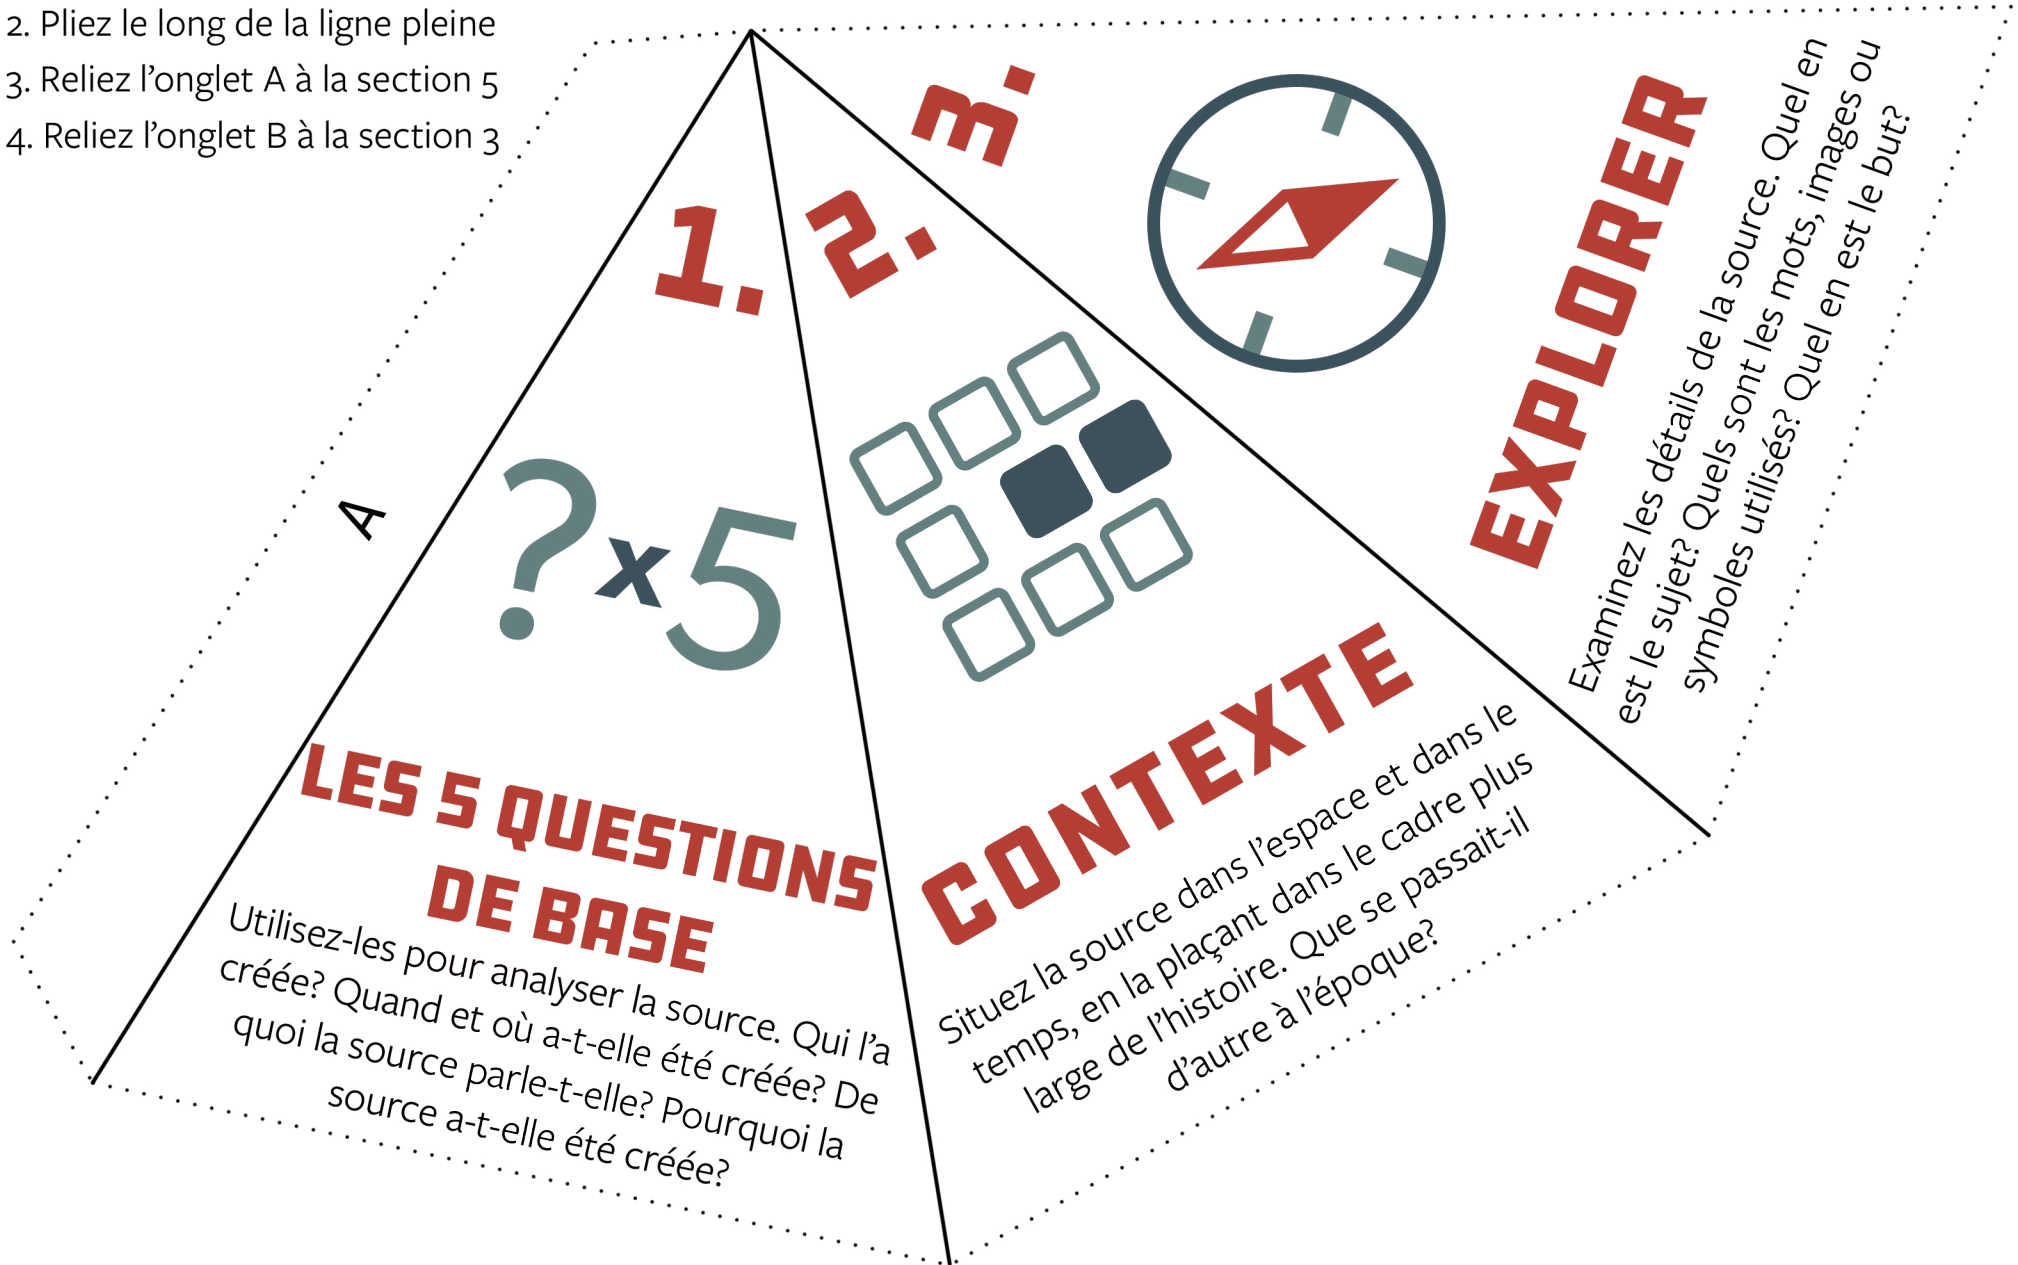 2. Pliez le long de la ligne pleine
3. Reliez l'onglet A à la section 5
4. Reliez l'onglet B à la section 3
A
1.
?x5
LES 5 QUESTIONS
DE BASE
Utilisez-les pour analyser la source. Qui l'a
créée? Quand et où a-t-elle été créée? De
quoi la source parle-t-elle? Pourquoi la
source a-t-elle été créée?
2.
CONTEXTE
Situez la source dans l'espace et dans le
temps, en la plaçant dans le cadre plus
large de l'histoire. Que se passait-il
d'autre à l'époque?
3.
EXPLORER
Examinez les détails de la source. Quel en
est le sujet? Quels sont les mots, images ou
symboles utilisés? Quel en est le but?